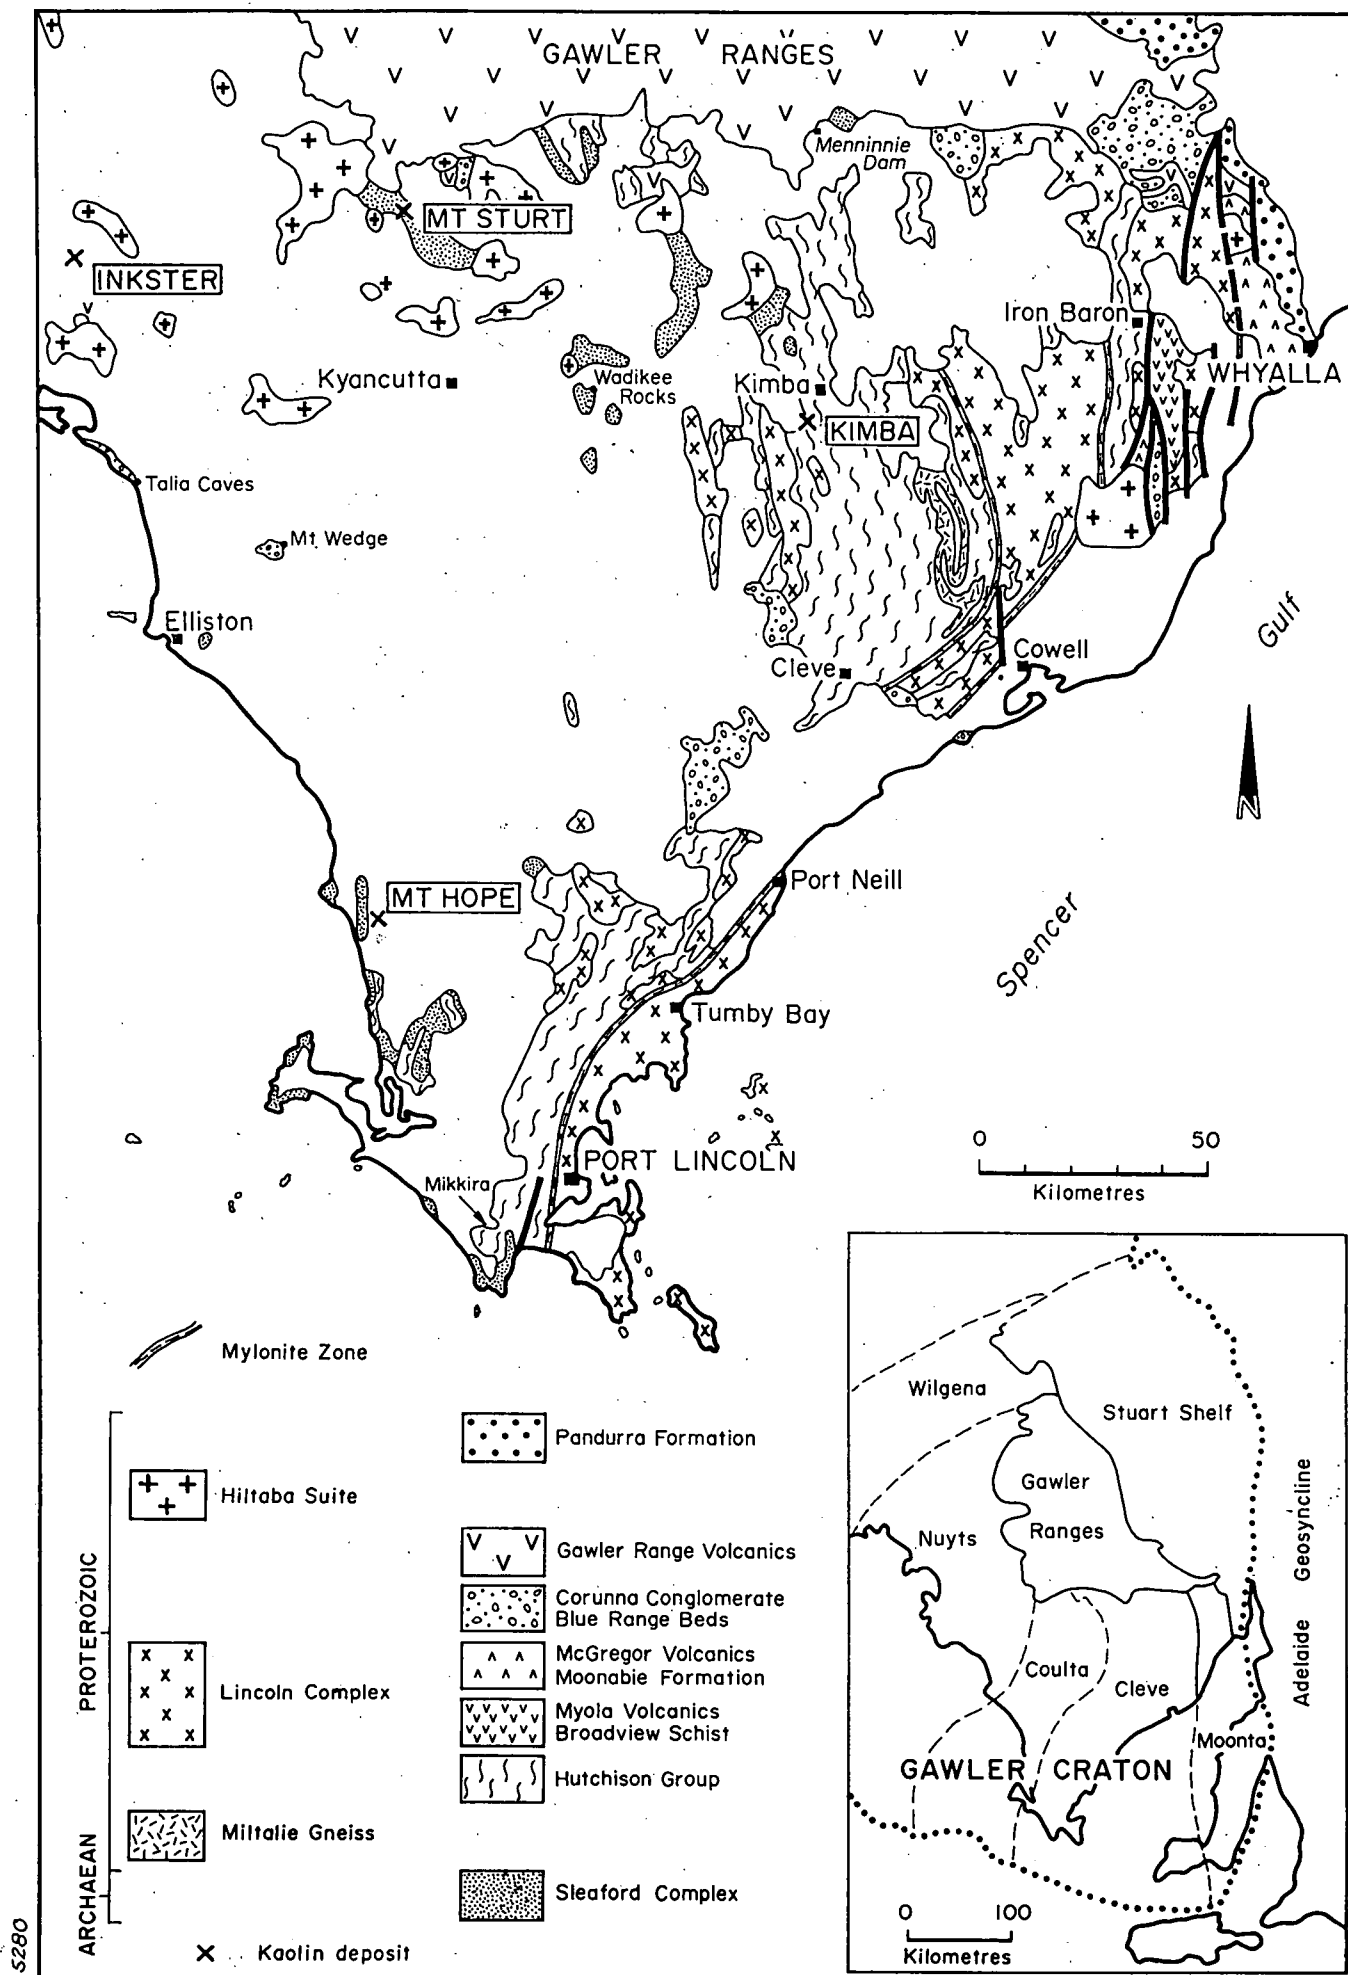 GAWLER RANGES
Menninnie
Dam
MT STURT
INKSTER
Iron Baron
WHYALLA
Kyancutta
Wadikee
Rocks
Kimba
KIMBA
Talia Caves
Mt Wedge
Elliston
Cleve
Cowell
Gulf
N
MT HOPE
Port Neill
Spencer
Tumby Bay
PORT LINCOLN
Mikkira
0 50
Kilometres
Mylonite Zone
Pandurra Formation
Hiltaba Suite
Gawler Range Volcanics
Corunna Conglomerate
Blue Range Beds
McGregor Volcanics
Moonabie Formation
Lincoln Complex
Myola Volcanics
Broadview Schist
Hutchison Group
Miltalie Gneiss
Sleaford Complex
PROTEROZOIC
ARCHAEAN
Kaolin deposit
S280
Wilgena
Stuart Shelf
Gawler
Ranges
Nuyts
Adelaide Geosyncline
Coulta
Cleve
Moonta
GAWLER CRATON
0 100
Kilometres